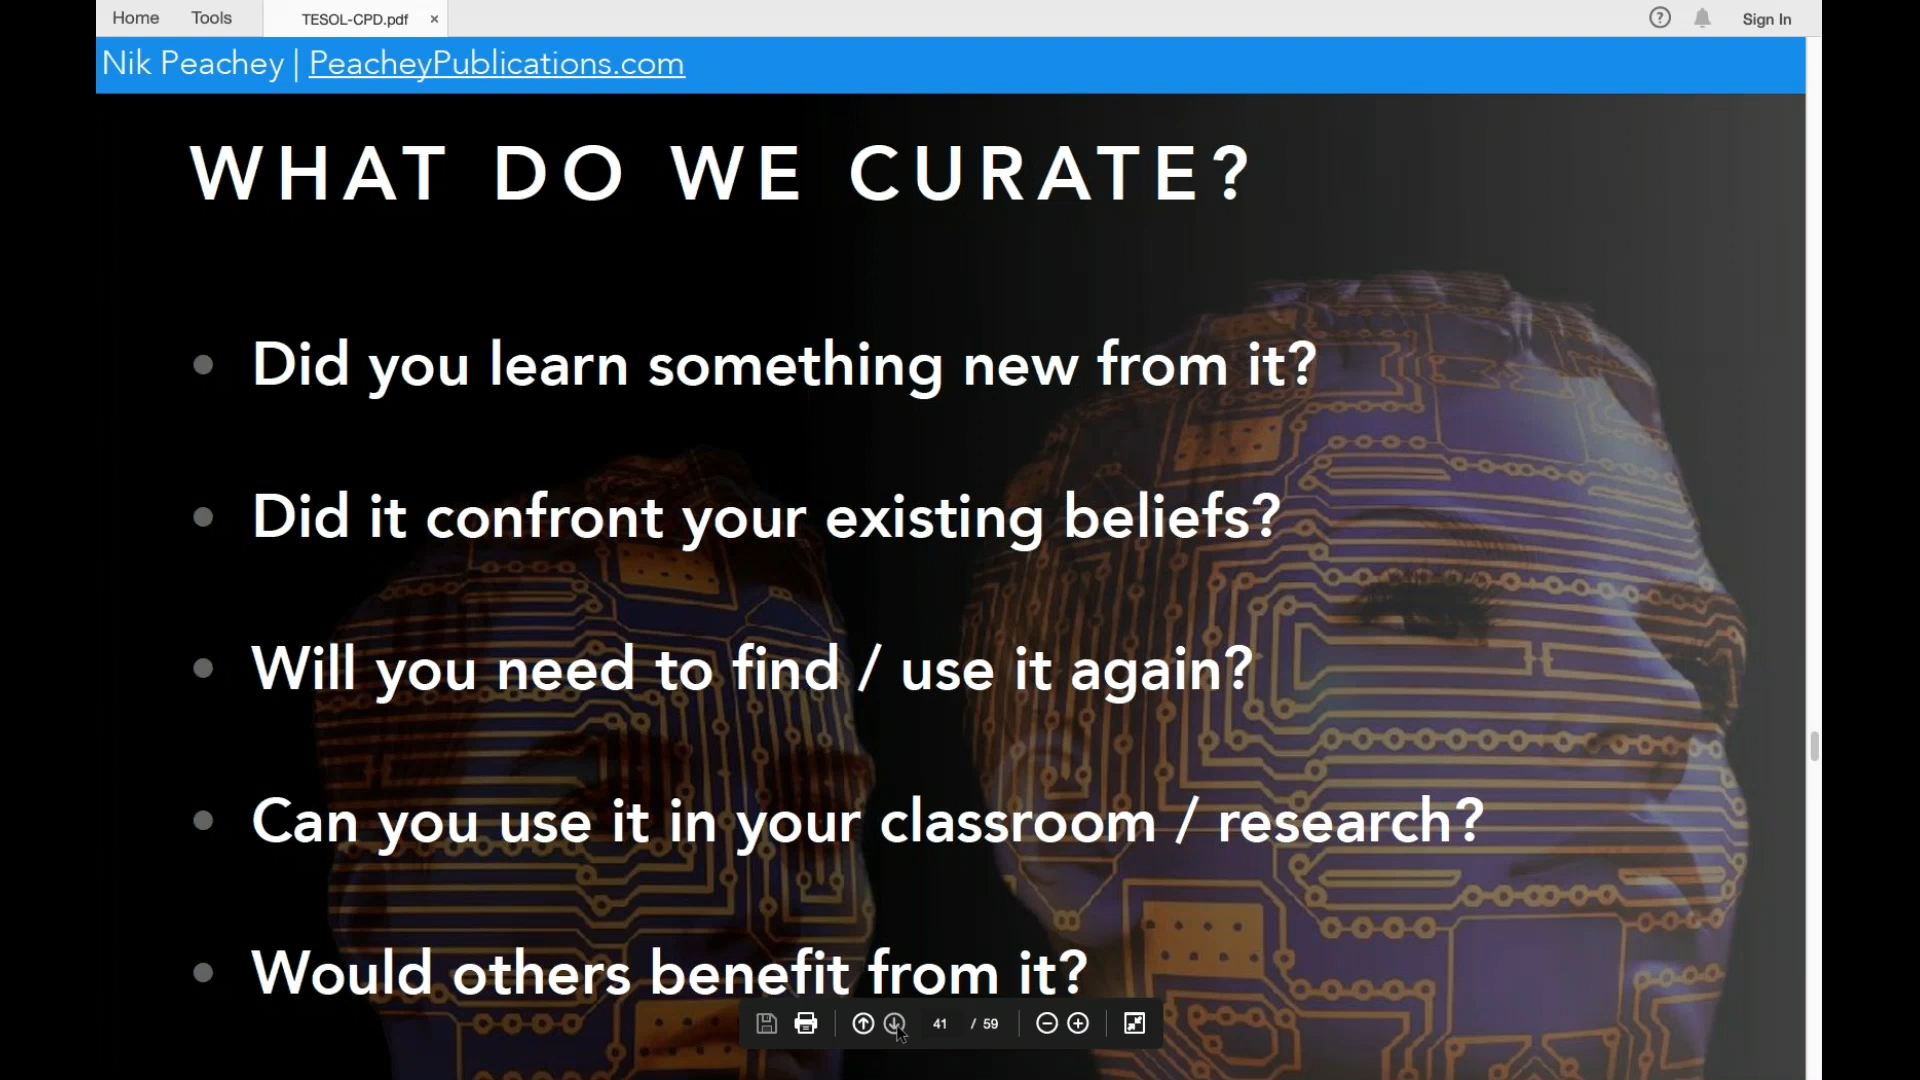 Home Tools TESOL-CPD.pdf × ? Sign In
Nik Peachey | PeacheyPublications.com
WHAT DO WE CURATE?
• Did you learn something new from it?
• Did it confront your existing beliefs?
• Will you need to find / use it again?
• Can you use it in your classroom / research?
• Would others benefit from it?
41 / 59